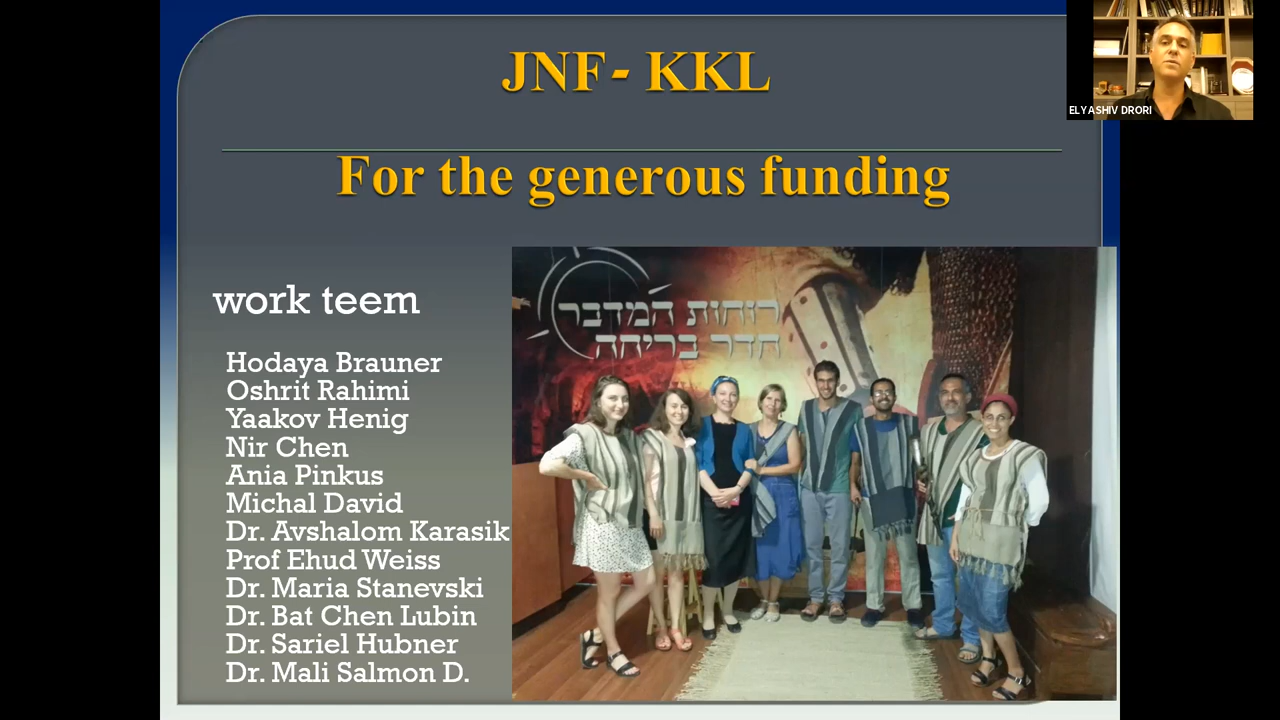 JNF- KKL
For the generous funding
ELYASHIV DRORI
work teem
רוחות המדבר
חדר בריחה
Hodaya Brauner
Oshrit Rahimi
Yaakov Henig
Nir Chen
Ania Pinkus
Michal David
Dr. Avshalom Karasik
Prof Ehud Weiss
Dr. Maria Stanevski
Dr. Bat Chen Lubin
Dr. Sariel Hubner
Dr. Mali Salmon D.